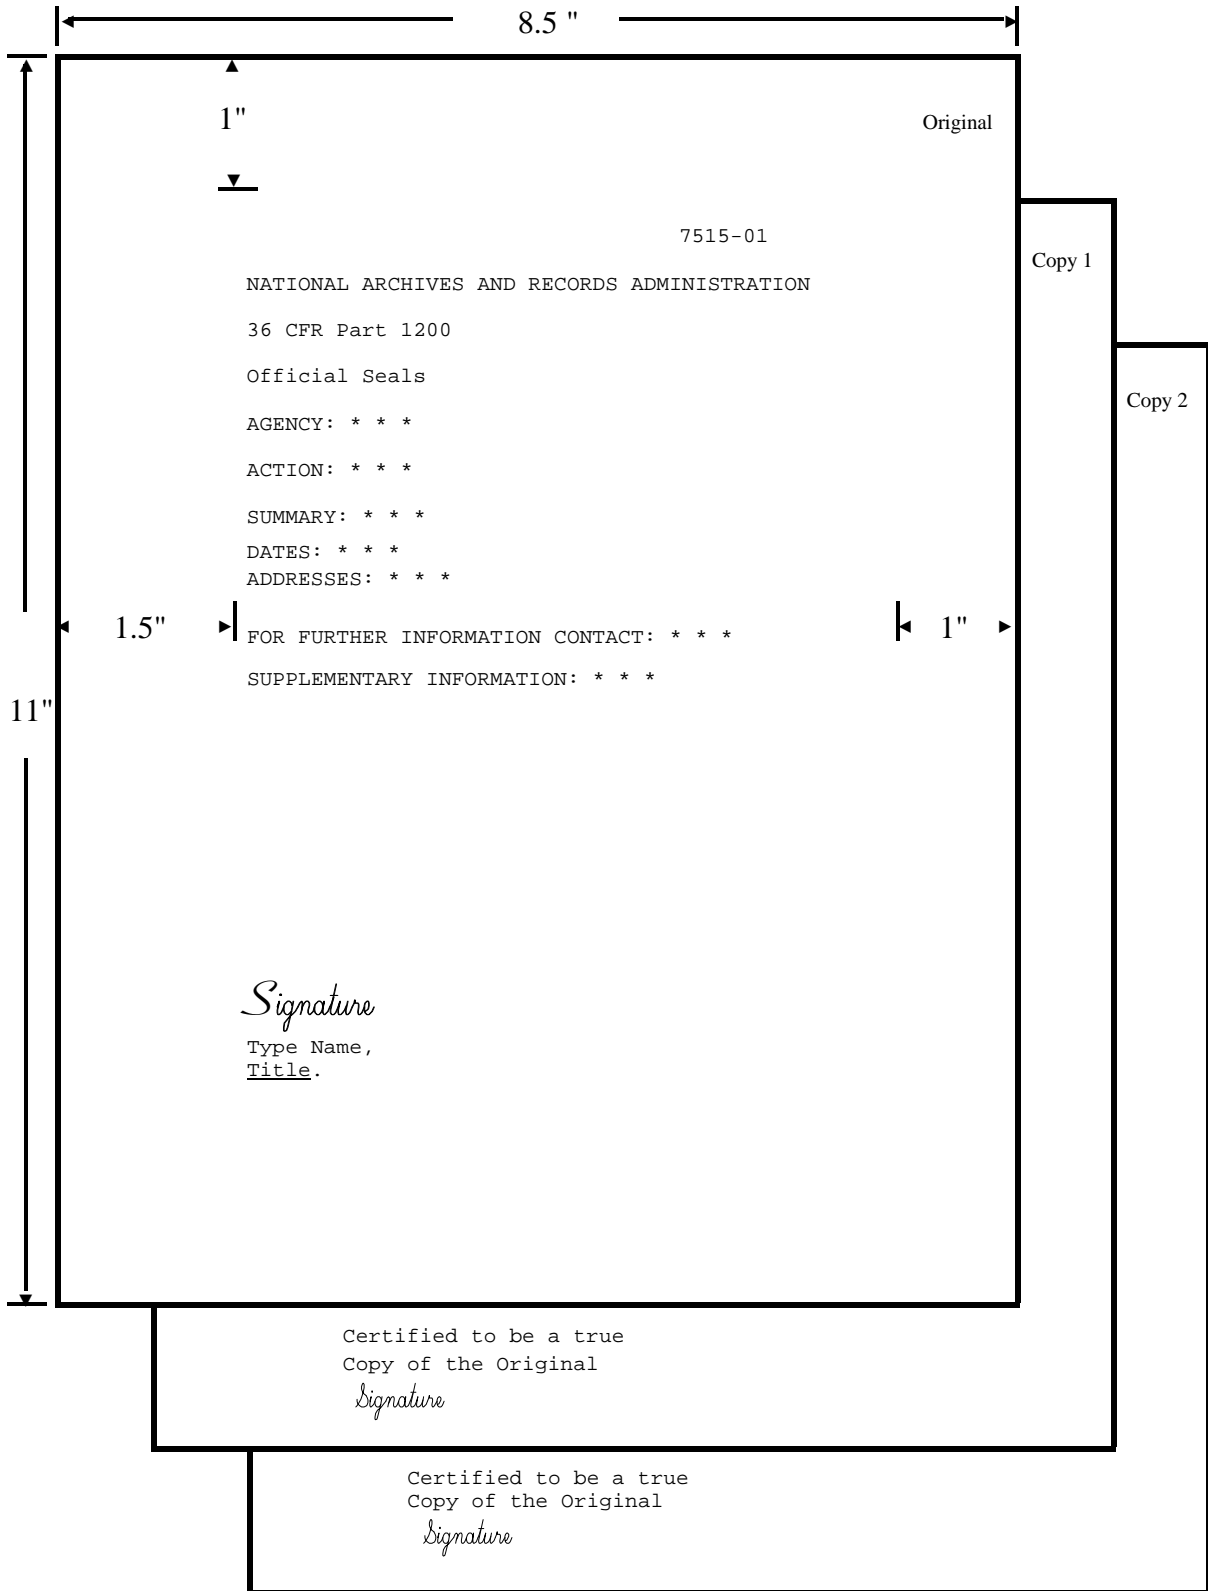 8.5 "
1"
Original
7515-01
Copy 1
NATIONAL ARCHIVES AND RECORDS ADMINISTRATION
36 CFR Part 1200
Official Seals
Copy 2
AGENCY: * * *
ACTION: * * *
SUMMARY: * * *
DATES: * * *
ADDRESSES: * * *
1.5"
FOR FURTHER INFORMATION CONTACT: * * *
1"
SUPPLEMENTARY INFORMATION: * * *
11"
Signature
Type Name,
Title.
Certified to be a true
Copy of the Original
Signature
Certified to be a true
Copy of the Original
Signature